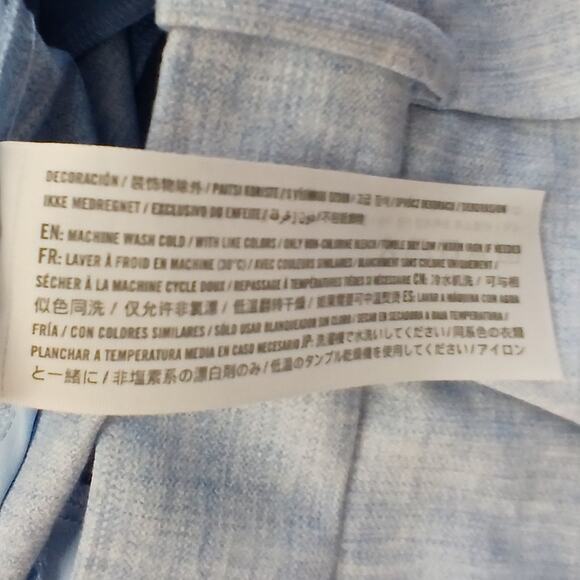 DECORACIÓN / 装饰物除外 / PAITSI KORISTE /
IKKE MEDREGNET / EXCLUSIVO DO ENFEITE /
EN: MACHINE WASH COLD / WITH LIKE COLORS / ONLY NON-CHLORINE BLEACH / TUMBLE DRY LOW / WARM IRON IF NEEDED
FR: LAVER À FROID EN MACHINE (30°C) / AVEC COULEURS SIMILAIRES / BLANCHIMENT SANS CHLORE UNIQUEMENT /
SÉCHER À LA MACHINE CYCLE DOUX / REPASSAGE À TEMPÉRATURES TIÈDES SI NÉCESSAIRE CN: 冷水机洗 / 可与相
似色同洗 / 仅允许非氯漂 / 低温翻转干燥 / 如果需要可中温熨烫 ES: LAVAR A MÁQUINA CON AGUA
FRÍA / CON COLORES SIMILARES / SÓLO USAR BLANQUEADOR SIN CLORO / SECAR EN SECADORA A BAJA TEMPERATURA /
PLANCHAR A TEMPERATURA MEDIA EN CASO NECESARIO JP: 洗濯機で水洗いしてください / 同系色の衣類
と一緒に / 非塩素系の漂白剤のみ / 低温のタンブル乾燥機を使用してください / アイロン